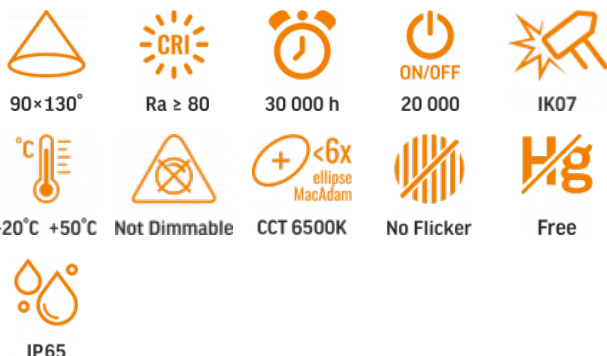 CRI
90×130° Ra ≥ 80 30 000 h ON/OFF 20 000 IK07
°C <6x
ellipse
MacAdam
Hg
-20°C +50°C Not Dimmable CCT 6500K No Flicker Free
IP65